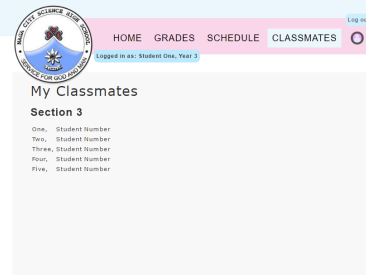 Log ou
NAGA CITY SCIENCE HIGH SCHOOL
SERVICE FOR GOD AND MAN
HOME GRADES SCHEDULE CLASSMATES
Logged in as: Student One, Year 3
My Classmates
Section 3
One, Student Number
Two, Student Number
Three, Student Number
Four, Student Number
Five, Student Number